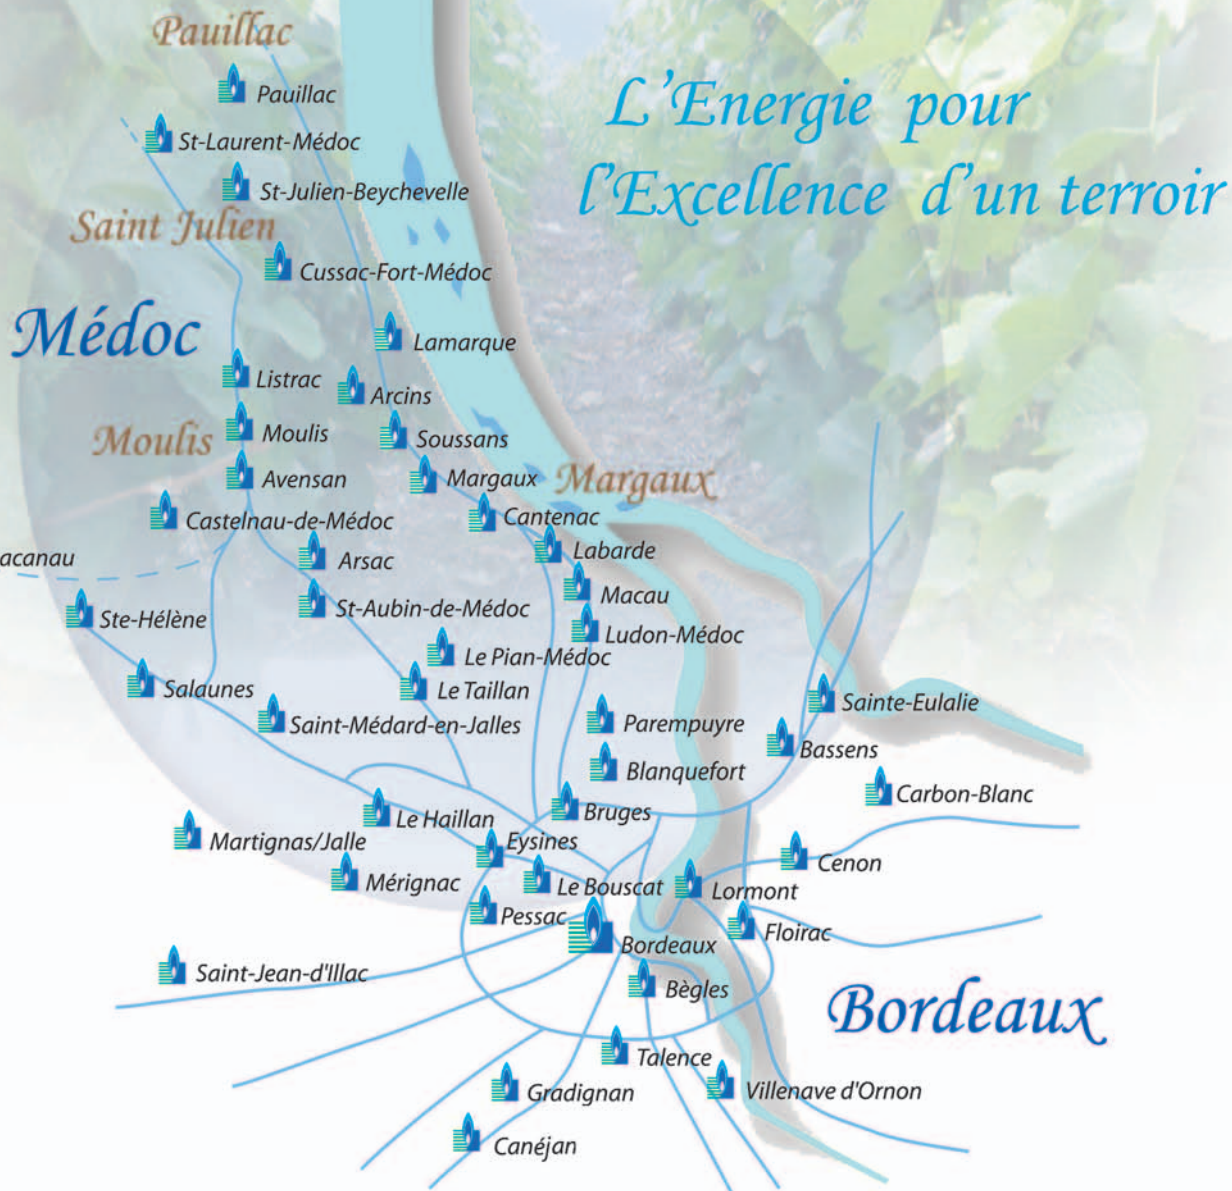 Pauillac
L'Energie pour
l'Excellence d'un terroir
Pauillac
St-Laurent-Médoc
St-Julien-Beychevelle
Saint Julien
Cussac-Fort-Médoc
Médoc
Lamarque
Listrac
Arcins
Moulis
Moulis
Soussans
Avensan
Margaux
Margaux
Castelnau-de-Médoc
Cantenac
acanau
Arsac
Labarde
Ste-Hélène
St-Aubin-de-Médoc
Macau
Ludon-Médoc
Le Pian-Médoc
Salaunes
Le Taillan
Sainte-Eulalie
Saint-Médard-en-Jalles
Parempuyre
Bassens
Blanquefort
Carbon-Blanc
Le Haillan
Bruges
Martignas/Jalle
Eysines
Cenon
Mérignac
Le Bouscat
Lormont
Pessac
Floirac
Bordeaux
Saint-Jean-d'Illac
Bègles
Bordeaux
Talence
Gradignan
Villenave d'Ornon
Canéjan